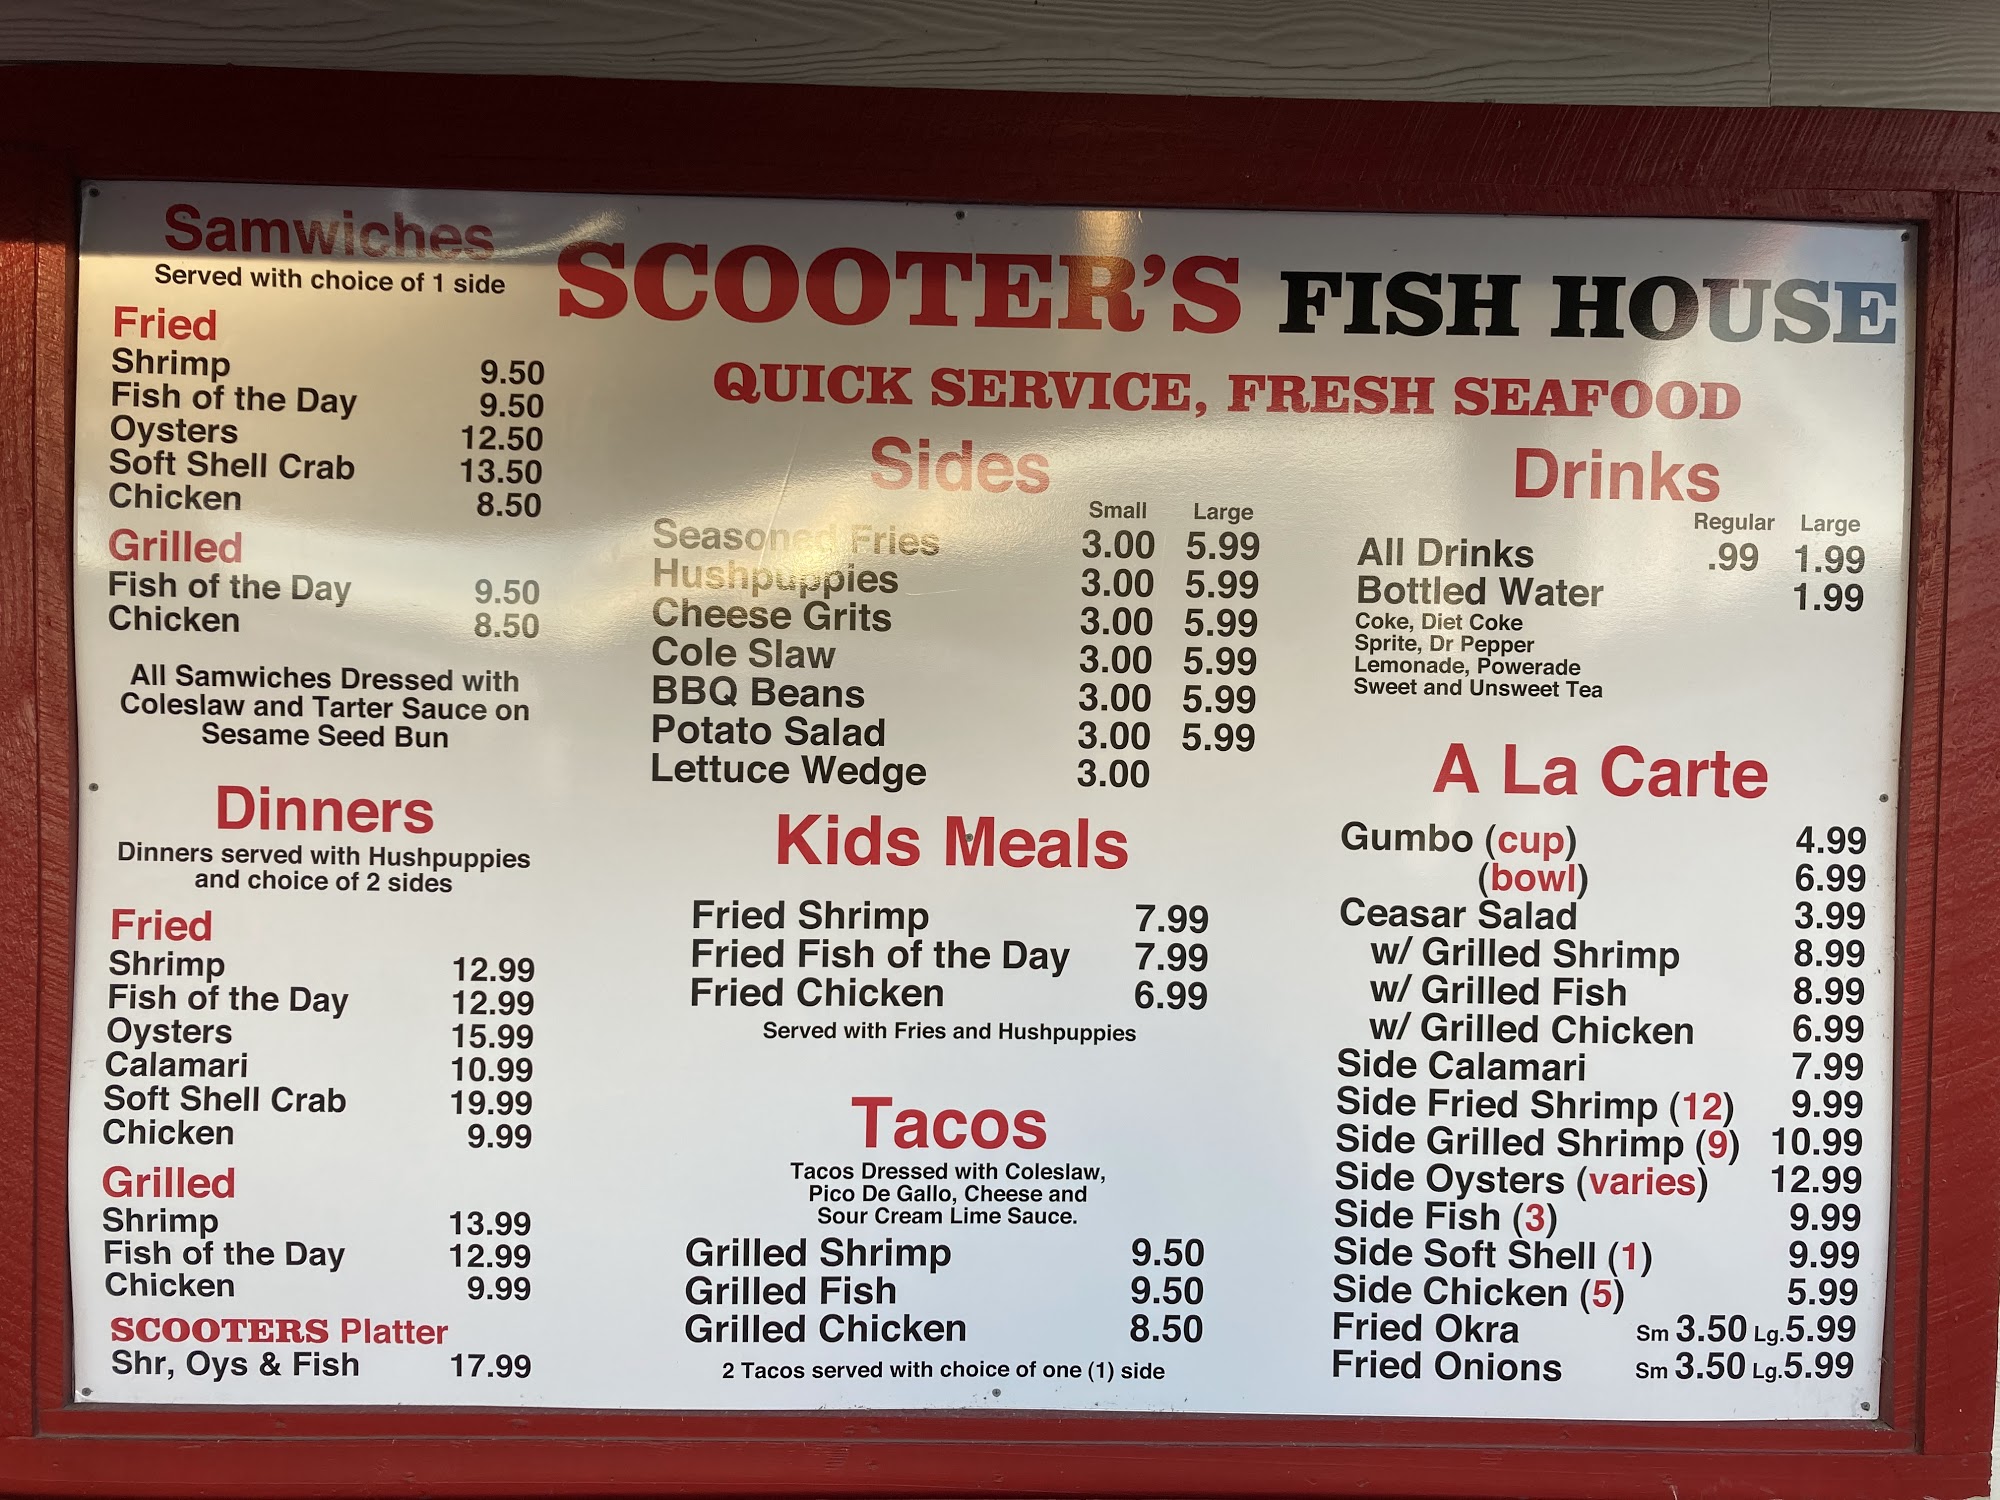 SCOOTER'S FISH HOUSE
QUICK SERVICE, FRESH SEAFOOD
Samwiches
Served with choice of 1 side
Fried
Shrimp 9.50
Fish of the Day 9.50
Oysters 12.50
Soft Shell Crab 13.50
Chicken 8.50
Grilled
Fish of the Day 9.50
Chicken 8.50
All Samwiches Dressed with
Coleslaw and Tarter Sauce on
Sesame Seed Bun
Dinners
Dinners served with Hushpuppies
and choice of 2 sides
Fried
Shrimp 12.99
Fish of the Day 12.99
Oysters 15.99
Calamari 10.99
Soft Shell Crab 19.99
Chicken 9.99
Grilled
Shrimp 13.99
Fish of the Day 12.99
Chicken 9.99
SCOOTERS Platter
Shr, Oys & Fish 17.99
Sides
Small Large
Seasoned Fries 3.00 5.99
Hushpuppies 3.00 5.99
Cheese Grits 3.00 5.99
Cole Slaw 3.00 5.99
BBQ Beans 3.00 5.99
Potato Salad 3.00 5.99
Lettuce Wedge 3.00
Kids Meals
Fried Shrimp 7.99
Fried Fish of the Day 7.99
Fried Chicken 6.99
Served with Fries and Hushpuppies
Tacos
Tacos Dressed with Coleslaw,
Pico De Gallo, Cheese and
Sour Cream Lime Sauce.
Grilled Shrimp 9.50
Grilled Fish 9.50
Grilled Chicken 8.50
2 Tacos served with choice of one (1) side
Drinks
Regular Large
All Drinks .99 1.99
Bottled Water 1.99
Coke, Diet Coke
Sprite, Dr Pepper
Lemonade, Powerade
Sweet and Unsweet Tea
A La Carte
Gumbo (cup) 4.99
(bowl) 6.99
Ceasar Salad 3.99
w/ Grilled Shrimp 8.99
w/ Grilled Fish 8.99
w/ Grilled Chicken 6.99
Side Calamari 7.99
Side Fried Shrimp (12) 9.99
Side Grilled Shrimp (9) 10.99
Side Oysters (varies) 12.99
Side Fish (3) 9.99
Side Soft Shell (1) 9.99
Side Chicken (5) 5.99
Fried Okra Sm 3.50 Lg.5.99
Fried Onions Sm 3.50 Lg.5.99